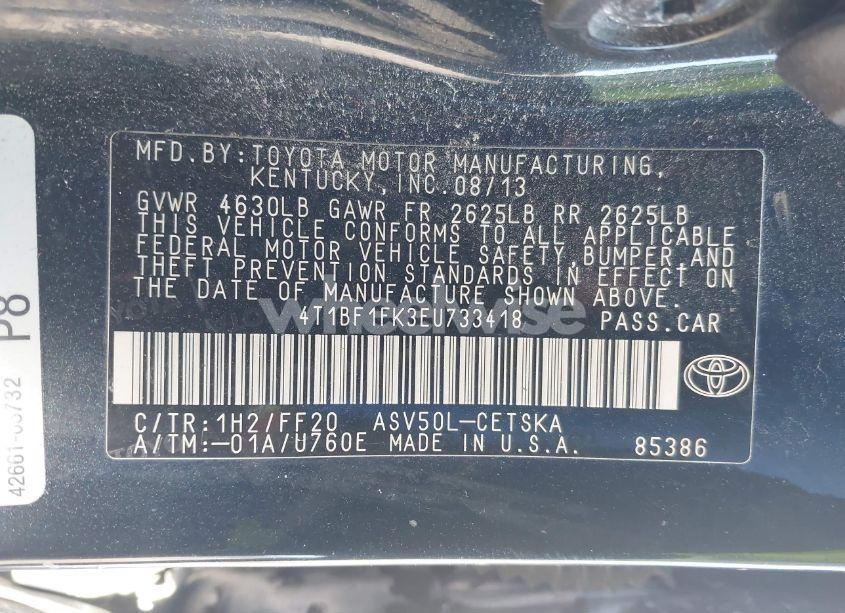 MFD.BY:TOYOTA MOTOR MANUFACTURING,
KENTUCKY,INC.08/13
GVWR 4630LB GAWR FR 2625LB RR 2625LB
THIS VEHICLE CONFORMS TO ALL APPLICABLE
FEDERAL MOTOR VEHICLE SAFETY,BUMPER,AND
THEFT PREVENTION STANDARDS IN EFFECT ON
THE DATE OF MANUFACTURE SHOWN ABOVE.
4T1BF1FK3EU733418 PASS.CAR
C/TR:1H2/FF20 ASV50L-CETSKA
A/TM:-01A/U760E MADE IN U.S.A. 85386
wheelwise
P8